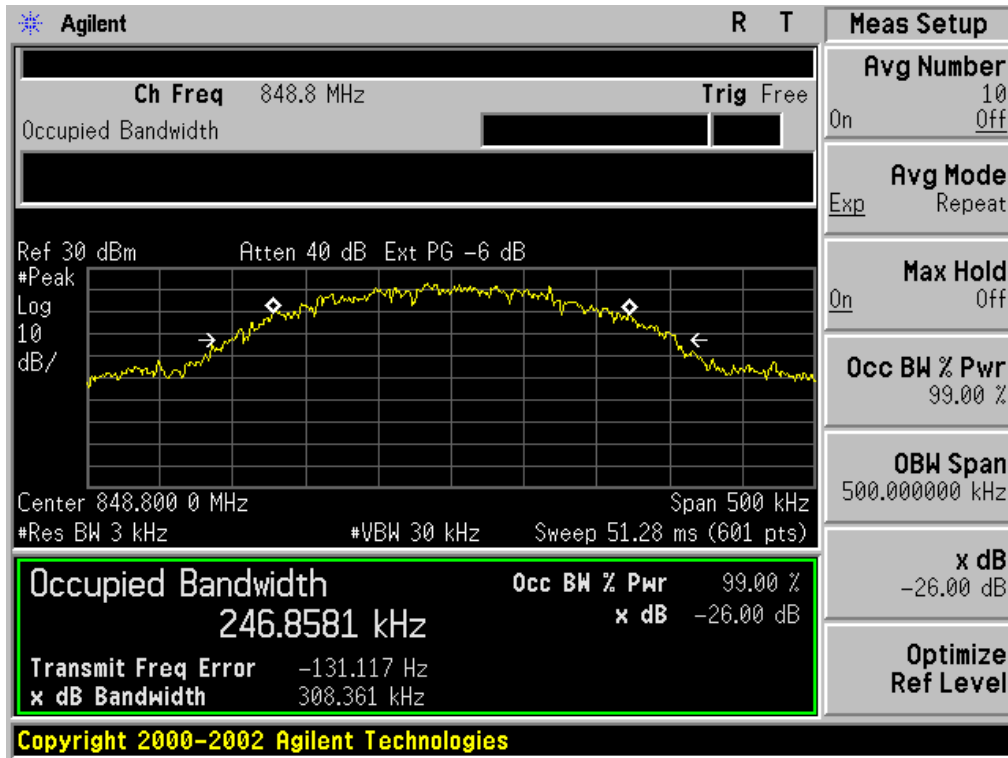 Agilent R T
Ch Freq 848.8 MHz Trig Free
Occupied Bandwidth
Ref 30 dBm Atten 40 dB Ext PG -6 dB
#Peak
Log
10
dB/
Center 848.800 0 MHz Span 500 kHz
#Res BW 3 kHz #VBW 30 kHz Sweep 51.28 ms (601 pts)
Occupied Bandwidth
246.8581 kHz
Occ BW % Pwr 99.00 %
x dB -26.00 dB
Transmit Freq Error -131.117 Hz
x dB Bandwidth 308.361 kHz
Copyright 2000-2002 Agilent Technologies
Meas Setup
Avg Number
10
On Off
Avg Mode
Exp Repeat
Max Hold
On Off
Occ BW % Pwr
99.00 %
OBW Span
500.000000 kHz
x dB
-26.00 dB
Optimize
Ref Level